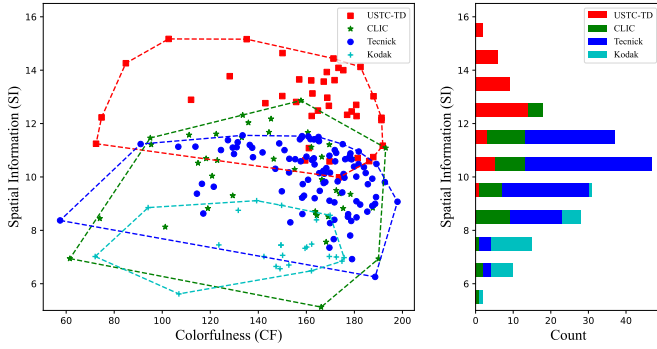 16
14
12
10
8
6
Spatial Information (SI)
60
80
100
120
140
160
180
200
Colorfulness (CF)
USTC-TD
CLIC
Tecnick
Kodak
16
14
12
10
8
6
Spatial Information (SI)
0
20
40
Count
USTC-TD
CLIC
Tecnick
Kodak